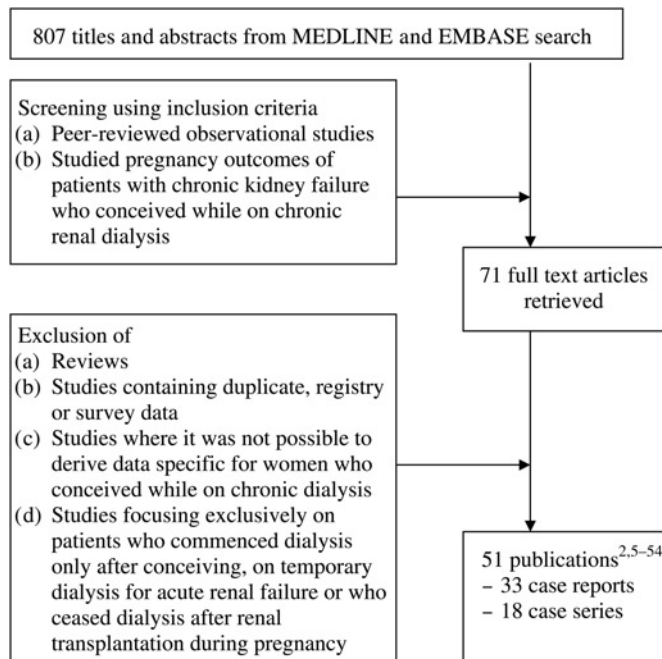 807 titles and abstracts from MEDLINE and EMBASE search
Screening using inclusion criteria
(a) Peer-reviewed observational studies
(b) Studied pregnancy outcomes of
patients with chronic kidney failure
who conceived while on chronic
renal dialysis
71 full text articles
retrieved
Exclusion of
(a) Reviews
(b) Studies containing duplicate, registry
or survey data
(c) Studies where it was not possible to
derive data specific for women who
conceived while on chronic dialysis
(d) Studies focusing exclusively on
patients who commenced dialysis
only after conceiving, on temporary
dialysis for acute renal failure or who
ceased dialysis after renal
transplantation during pregnancy
51 publications2,5–54
– 33 case reports
– 18 case series